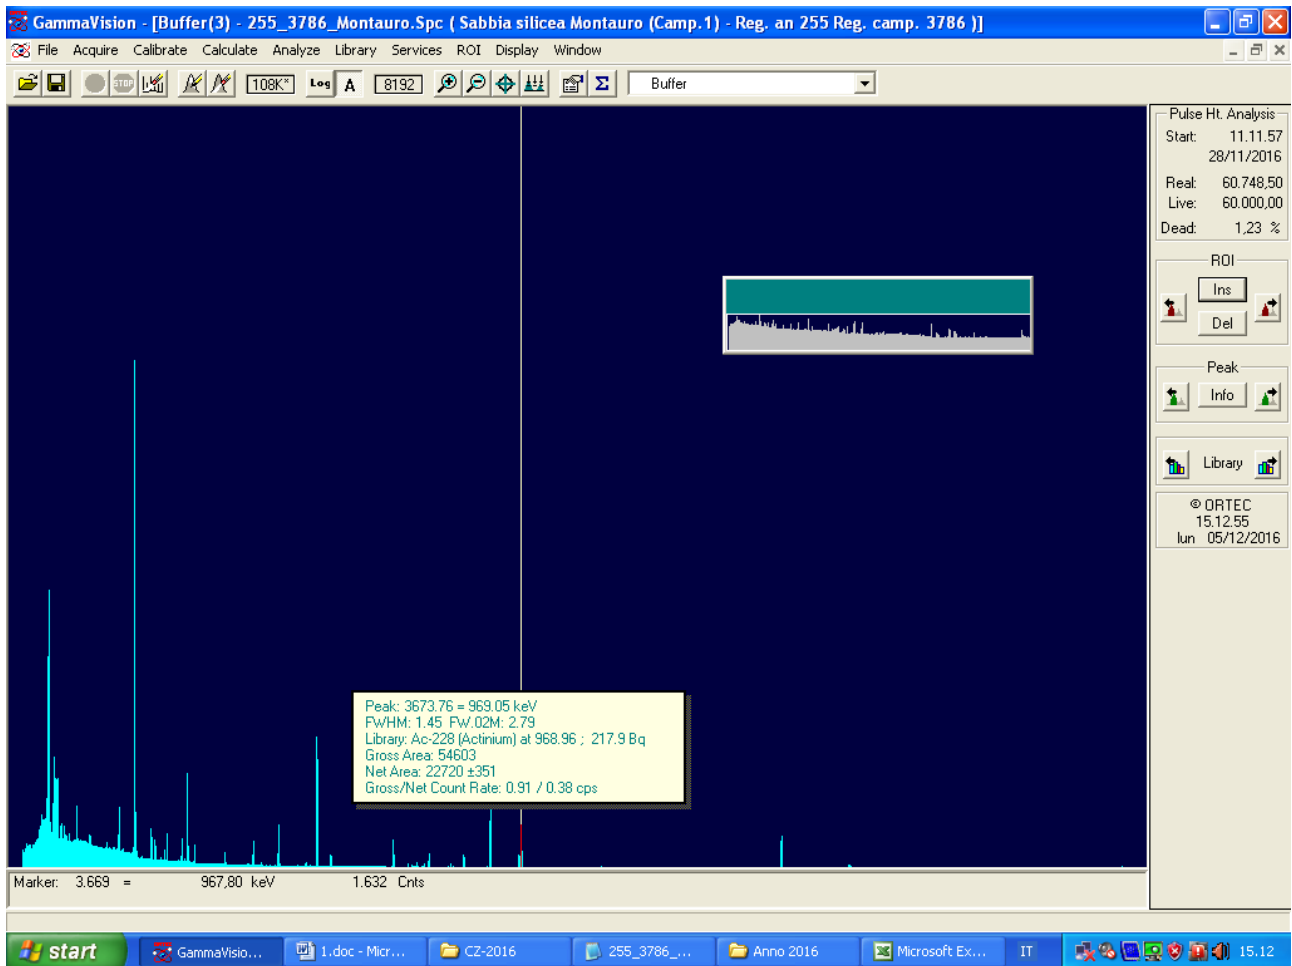 GammaVision - [Buffer(3) - 255_3786_Montauro.Spc ( Sabbia silicea Montauro (Camp.1) - Reg. an 255 Reg. camp. 3786 )]
File Acquire Calibrate Calculate Analyze Library Services ROI Display Window
STOP 108K* Log A 8192 Σ Buffer
Pulse Ht. Analysis
Start: 11.11.57
28/11/2016
Real: 60.748,50
Live: 60.000,00
Dead: 1,23 %
ROI
Ins
Del
Peak
Info
Library
© ORTEC
15.12.55
lun 05/12/2016
Peak: 3673.76 = 969.05 keV
FWHM: 1.45 FW.02M: 2.79
Library: Ac-228 (Actinium) at 968.96 ; 217.9 Bq
Gross Area: 54603
Net Area: 22720 ±351
Gross/Net Count Rate: 0.91 / 0.38 cps
Marker: 3.669 = 967,80 keV 1.632 Cnts
start GammaVisio... 1.doc - Micr... CZ-2016 255_3786_... Anno 2016 Microsoft Ex... IT 15.12